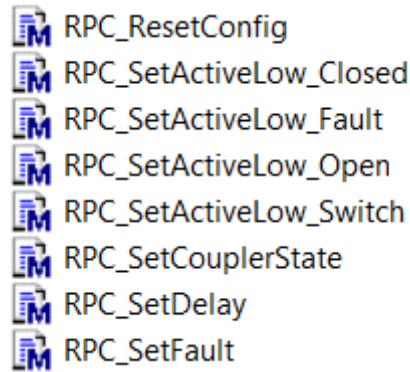 RPC_ResetConfig
RPC_SetActiveLow_Closed
RPC_SetActiveLow_Fault
RPC_SetActiveLow_Open
RPC_SetActiveLow_Switch
RPC_SetCouplerState
RPC_SetDelay
RPC_SetFault